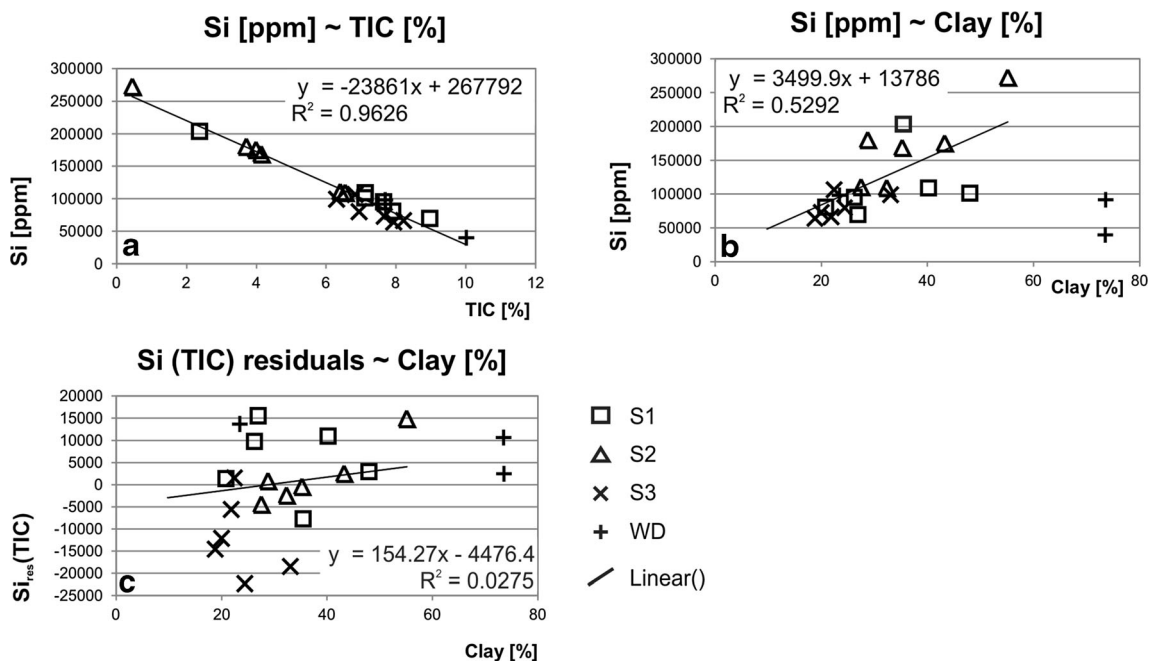 Si [ppm] ~ TIC [%]
y = -23861x + 267792
R² = 0.9626
Si [ppm]
300000
250000
200000
150000
100000
50000
0
a
0 2 4 6 8 10 12
TIC [%]
Si [ppm] ~ Clay [%]
y = 3499.9x + 13786
R² = 0.5292
Si [ppm]
300000
250000
200000
150000
100000
50000
0
b
0 20 40 60 80
Clay [%]
Si (TIC) residuals ~ Clay [%]
Si_res(TIC)
20000
15000
10000
5000
0
-5000
-10000
-15000
-20000
-25000
y = 154.27x - 4476.4
R² = 0.0275
c
0 20 40 60 80
Clay [%]
S1
S2
S3
WD
Linear()